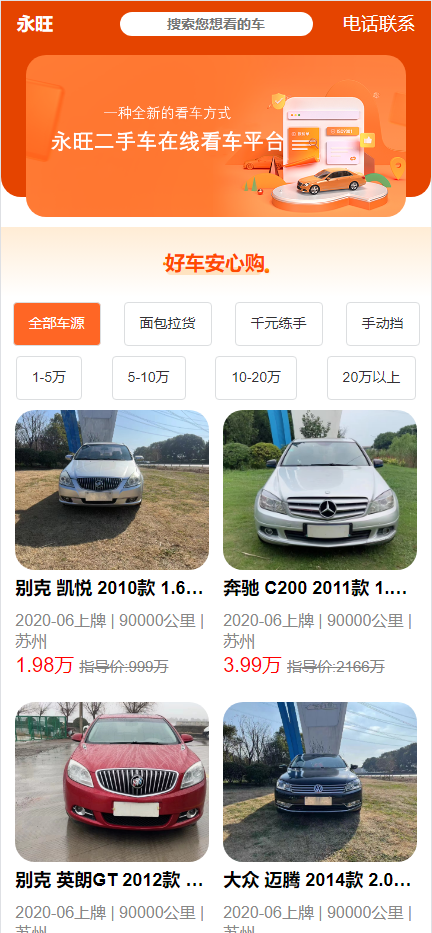 永旺
搜索您想看的车
电话联系
一种全新的看车方式
永旺二手车在线看车平台
好车安心购
全部车源
面包拉货
千元练手
手动挡
1-5万
5-10万
10-20万
20万以上
别克 凯悦 2010款 1.6…
奔驰 C200 2011款 1.…
2020-06上牌 | 90000公里 |
苏州
2020-06上牌 | 90000公里 |
苏州
1.98万 指导价:999万
3.99万 指导价:2166万
别克 英朗GT 2012款 …
大众 迈腾 2014款 2.0…
2020-06上牌 | 90000公里 |
2020-06上牌 | 90000公里 |